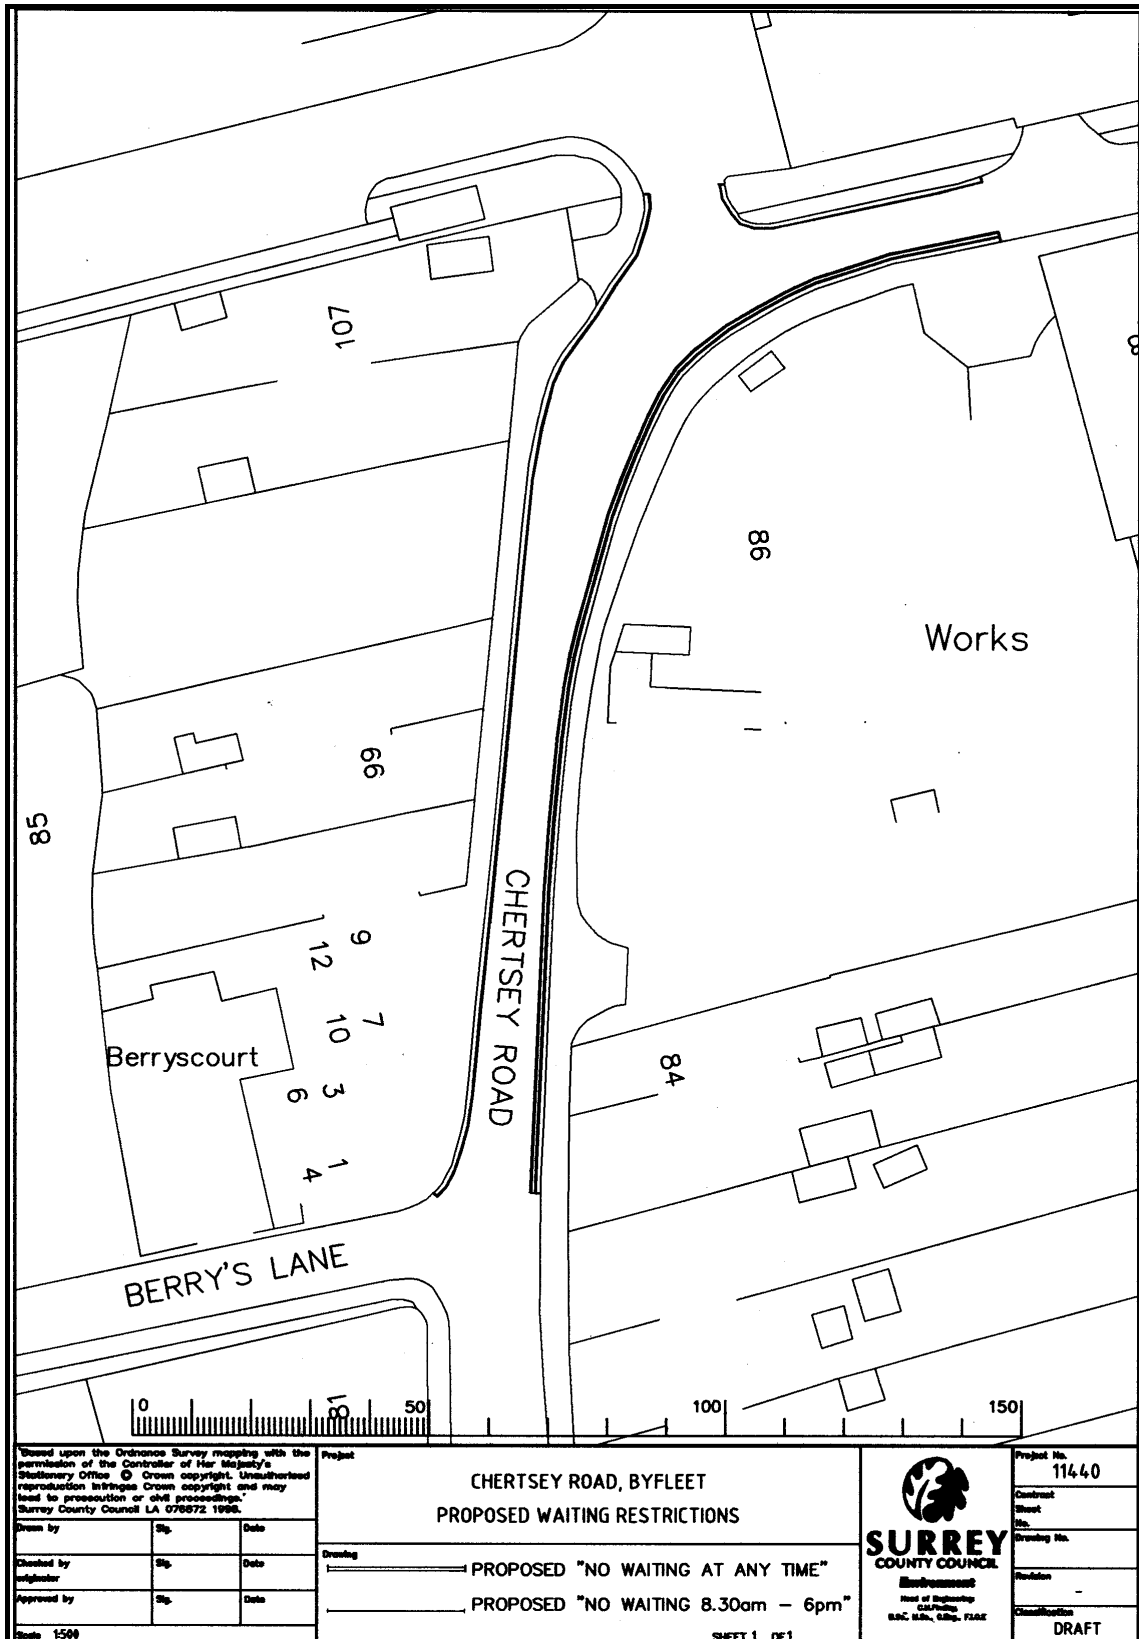 107
86
Works
66
85
CHERTSEY ROAD
9
12
7
10
Berryscourt
84
3
6
1
4
BERRY'S LANE
81
0 50 100 150
"Based upon the Ordnance Survey mapping with the
permission of the Controller of Her Majesty's
Stationery Office © Crown copyright. Unauthorised
reproduction infringes Crown copyright and may
lead to prosecution or civil proceedings."
Surrey County Council LA 076872 1998.
Drawn by Sig. Date
Checked by Sig. Date
originator
Approved by Sig. Date
Scale 1:500
Project
CHERTSEY ROAD, BYFLEET
PROPOSED WAITING RESTRICTIONS
Drawing
PROPOSED "NO WAITING AT ANY TIME"
PROPOSED "NO WAITING 8.30am - 6pm"
SHEET 1 OF 1
SURREY
COUNTY COUNCIL
Environment
Head of Engineering:
Project No.
11440
Contract
Sheet
No.
Drawing No.
Revision
-
Classification
DRAFT